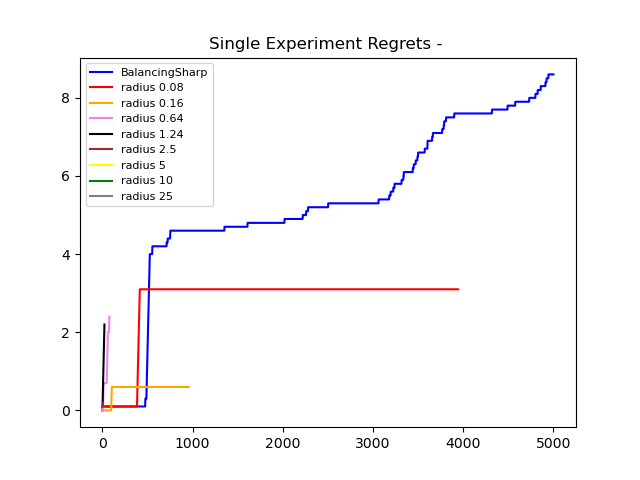 Single Experiment Regrets -
BalancingSharp
radius 0.08
radius 0.16
radius 0.64
radius 1.24
radius 2.5
radius 5
radius 10
radius 25
8
6
4
2
0
0 1000 2000 3000 4000 5000